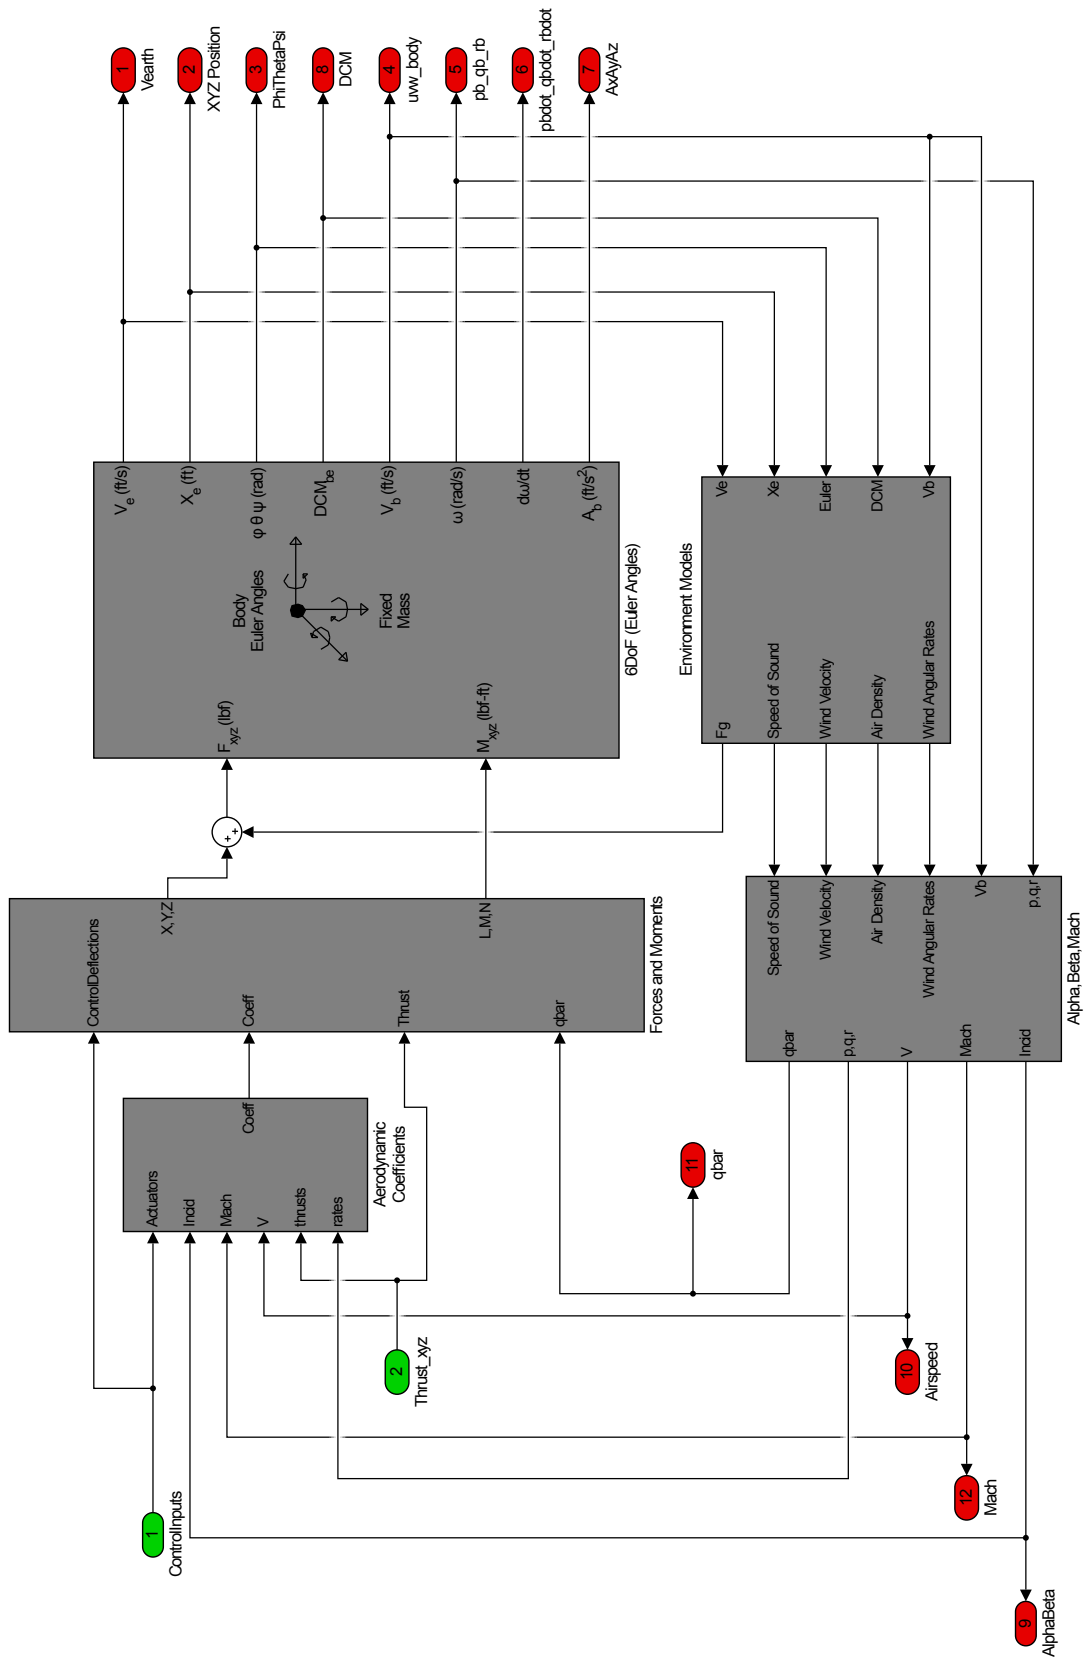 1
ControlInputs
2
Thrust_xyz
Actuators
Incid
Mach
V
thrusts
rates
Coeff
Aerodynamic
Coefficients
ControlDeflections
Coeff
Thrust
qbar
X,Y,Z
L,M,N
Forces and Moments
+
+
Fxyz (lbf)
Mxyz (lbf-ft)
Body
Euler Angles
Fixed
Mass
Ve (ft/s)
Xe (ft)
φ θ ψ (rad)
DCMbe
Vb (ft/s)
ω (rad/s)
dω/dt
Ab (ft/s2)
6DoF (Euler Angles)
1
Vearth
2
XYZ Position
3
PhiThetaPsi
8
DCM
4
uvw_body
5
pb_qb_rb
6
pbdot_qbdot_rbdot
7
AxAyAz
Environment Models
Fg
Speed of Sound
Wind Velocity
Air Density
Wind Angular Rates
Ve
Xe
Euler
DCM
Vb
qbar
p,q,r
V
Mach
Incid
Speed of Sound
Wind Velocity
Air Density
Wind Angular Rates
Vb
p,q,r
Alpha,Beta,Mach
11
qbar
10
Airspeed
12
Mach
9
AlphaBeta